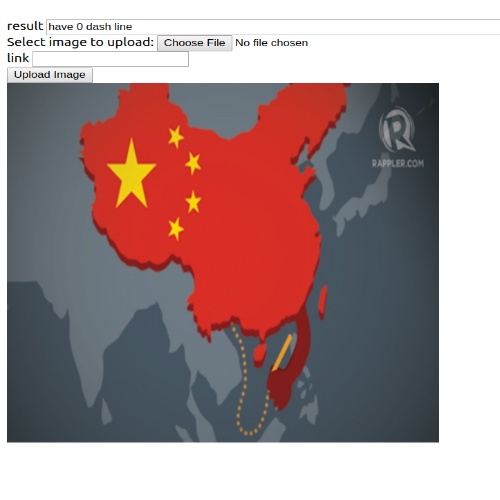 result have 0 dash line
Select image to upload: Choose File No file chosen
link
Upload Image
R
RAPPLER.COM